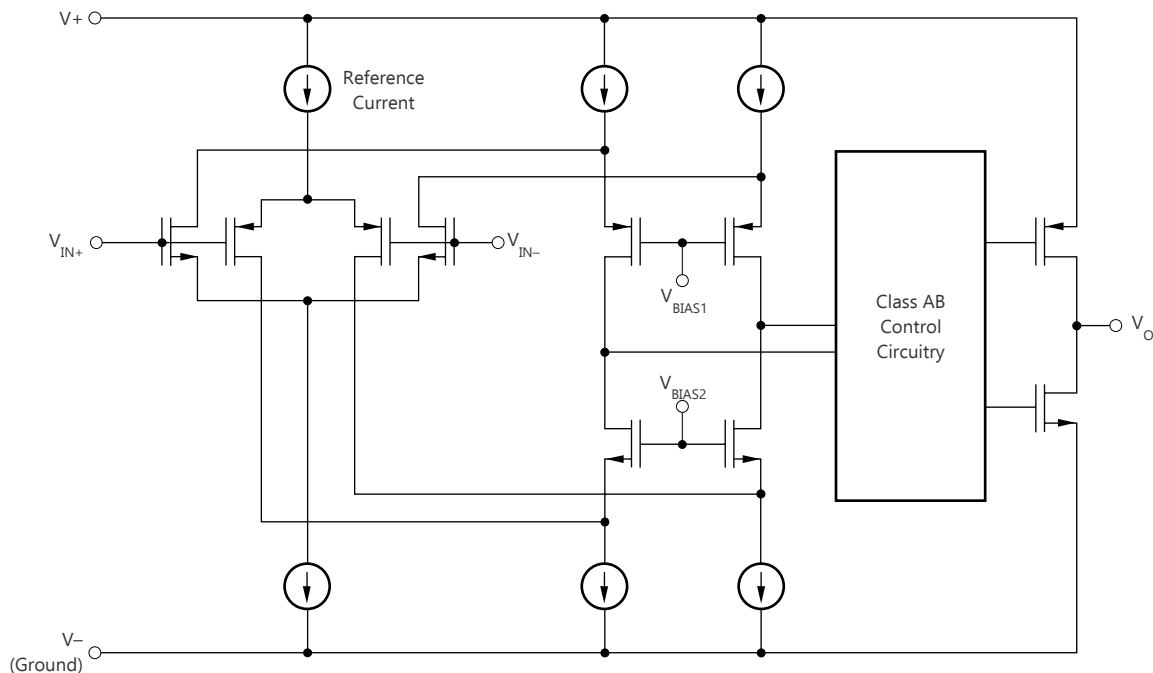 V+
Reference
Current
V_IN+
V_IN–
V_BIAS1
V_BIAS2
Class AB
Control
Circuitry
V_O
V–
(Ground)